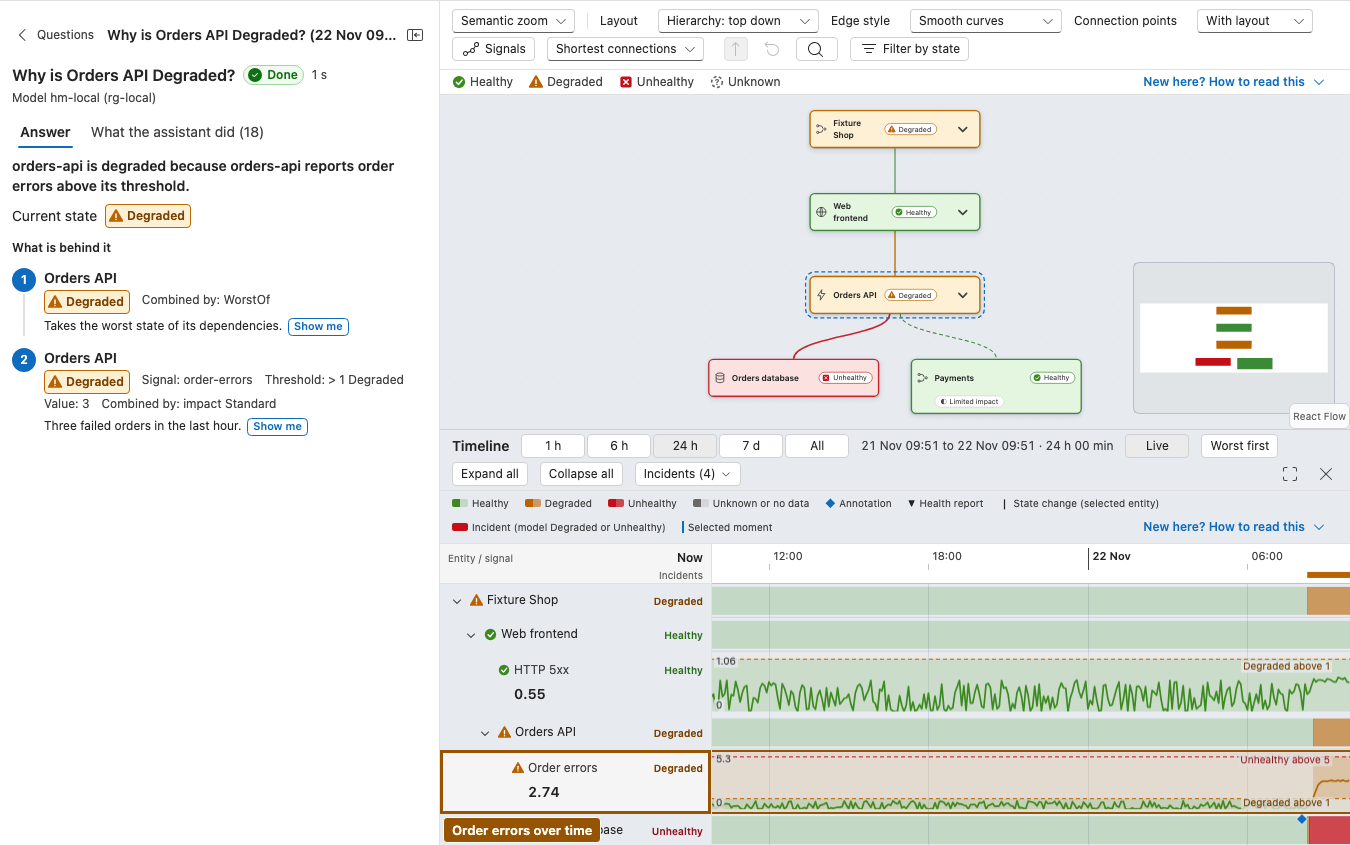 Questions
Why is Orders API Degraded? (22 Nov 09...
Why is Orders API Degraded?
Done
1 s
Model hm-local (rg-local)
Answer
What the assistant did (18)
orders-api is degraded because orders-api reports order
errors above its threshold.
Current state
Degraded
What is behind it
1
Orders API
Degraded
Combined by: WorstOf
Takes the worst state of its dependencies.
Show me
2
Orders API
Degraded
Signal: order-errors
Threshold: > 1 Degraded
Value: 3
Combined by: impact Standard
Three failed orders in the last hour.
Show me
Semantic zoom
Layout
Hierarchy: top down
Edge style
Smooth curves
Connection points
With layout
Signals
Shortest connections
Filter by state
Healthy
Degraded
Unhealthy
Unknown
New here? How to read this
Fixture
Shop
Degraded
Web
frontend
Healthy
Orders API
Degraded
Orders database
Unhealthy
Payments
Healthy
Limited impact
React Flow
Timeline
1 h
6 h
24 h
7 d
All
21 Nov 09:51 to 22 Nov 09:51 · 24 h 00 min
Live
Worst first
Expand all
Collapse all
Incidents (4)
Healthy
Degraded
Unhealthy
Unknown or no data
Annotation
Health report
State change (selected entity)
Incident (model Degraded or Unhealthy)
Selected moment
New here? How to read this
Entity / signal
Now
Incidents
12:00
18:00
22 Nov
06:00
Fixture Shop
Degraded
Web frontend
Healthy
HTTP 5xx
Healthy
0.55
1.06
0
Degraded above 1
Orders API
Degraded
Order errors
Degraded
2.74
5.3
0
Unhealthy above 5
Degraded above 1
Order errors over time
Unhealthy